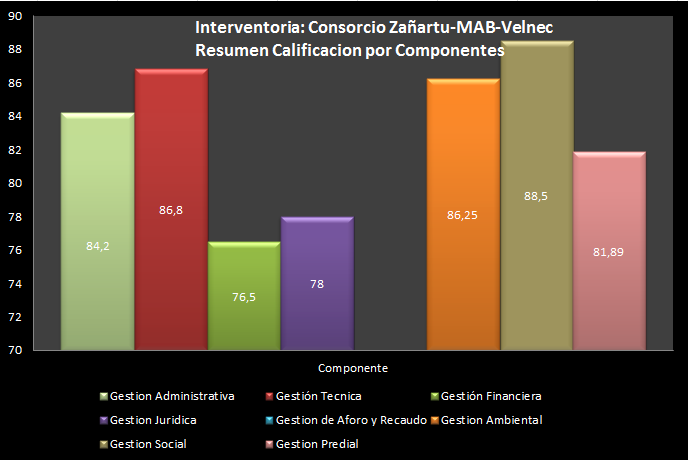 Interventoria: Consorcio Zañartu-MAB-Velnec
Resumen Calificacion por Componentes
90
88
86
84
82
80
78
76
74
72
70
84,2
86,8
76,5
78
86,25
88,5
81,89
Componente
Gestion Administrativa
Gestión Tecnica
Gestión Financiera
Gestion Juridica
Gestion de Aforo y Recaudo
Gestion Ambiental
Gestion Social
Gestion Predial